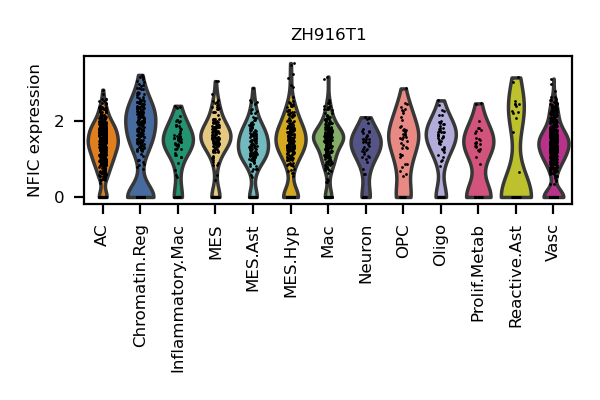 ZH916T1
NFIC expression
2
0
AC
Chromatin.Reg
Inflammatory.Mac
MES
MES.Ast
MES.Hyp
Mac
Neuron
OPC
Oligo
Prolif.Metab
Reactive.Ast
Vasc